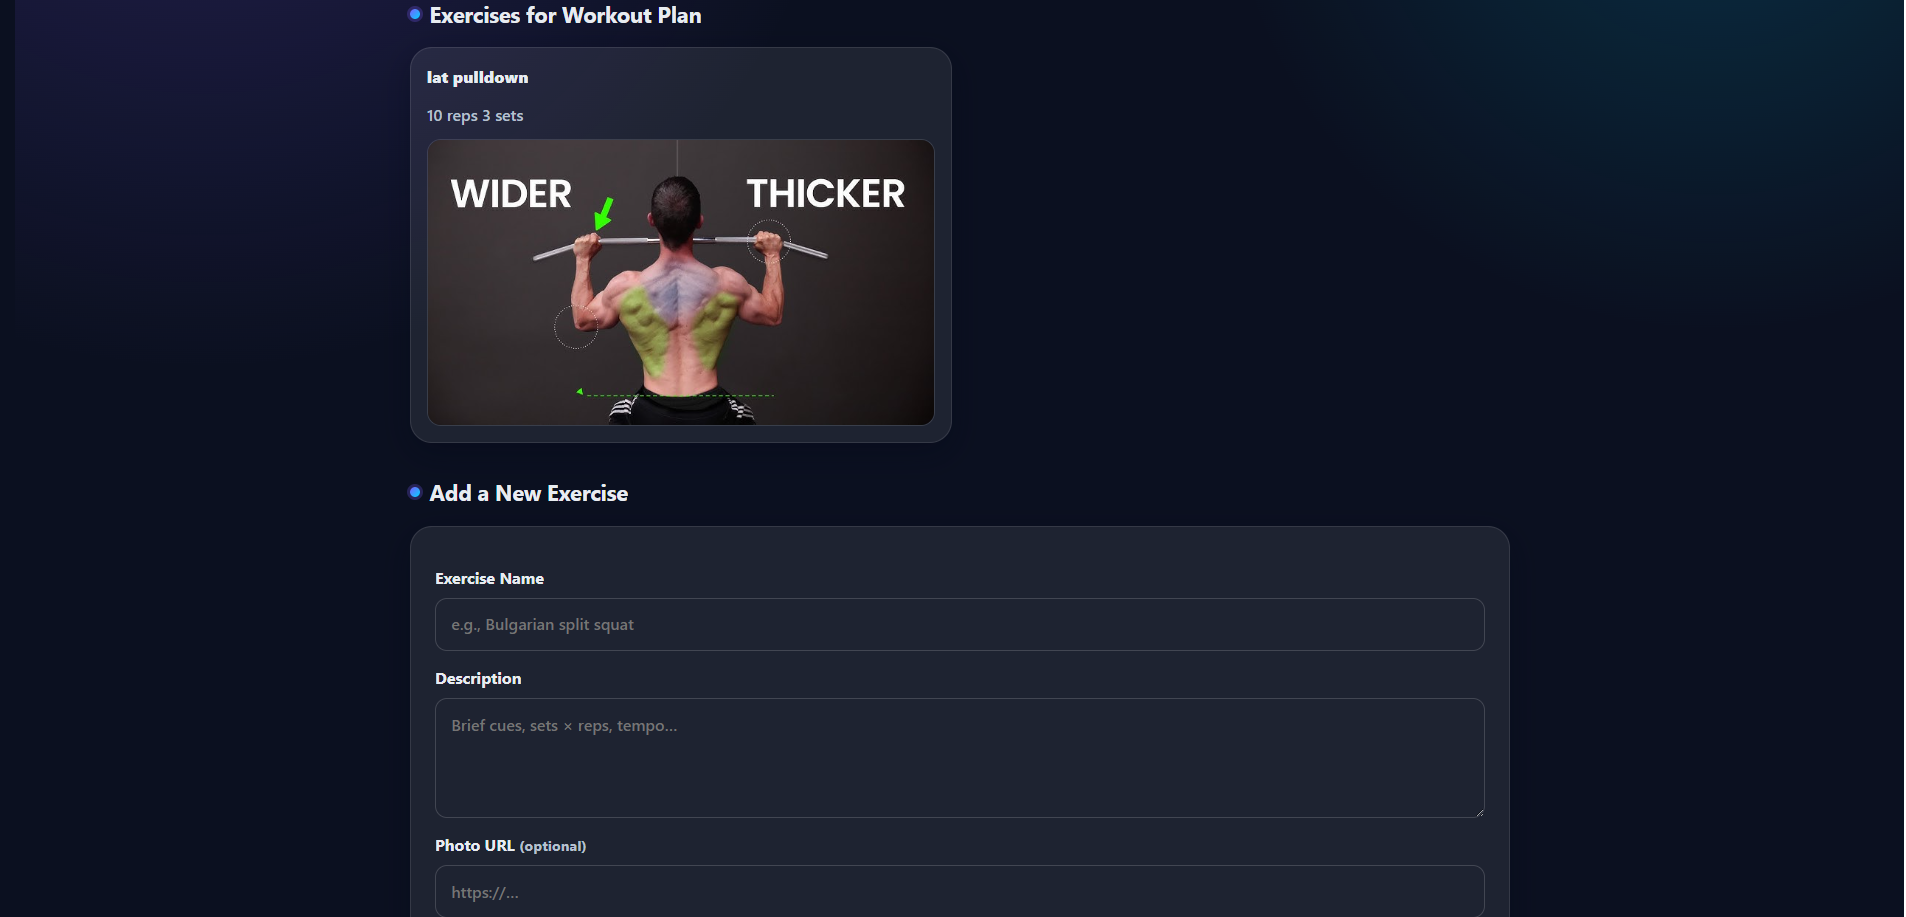 Exercises for Workout Plan
lat pulldown
10 reps 3 sets
WIDER
THICKER
Add a New Exercise
Exercise Name
e.g., Bulgarian split squat
Description
Brief cues, sets × reps, tempo...
Photo URL (optional)
https://...